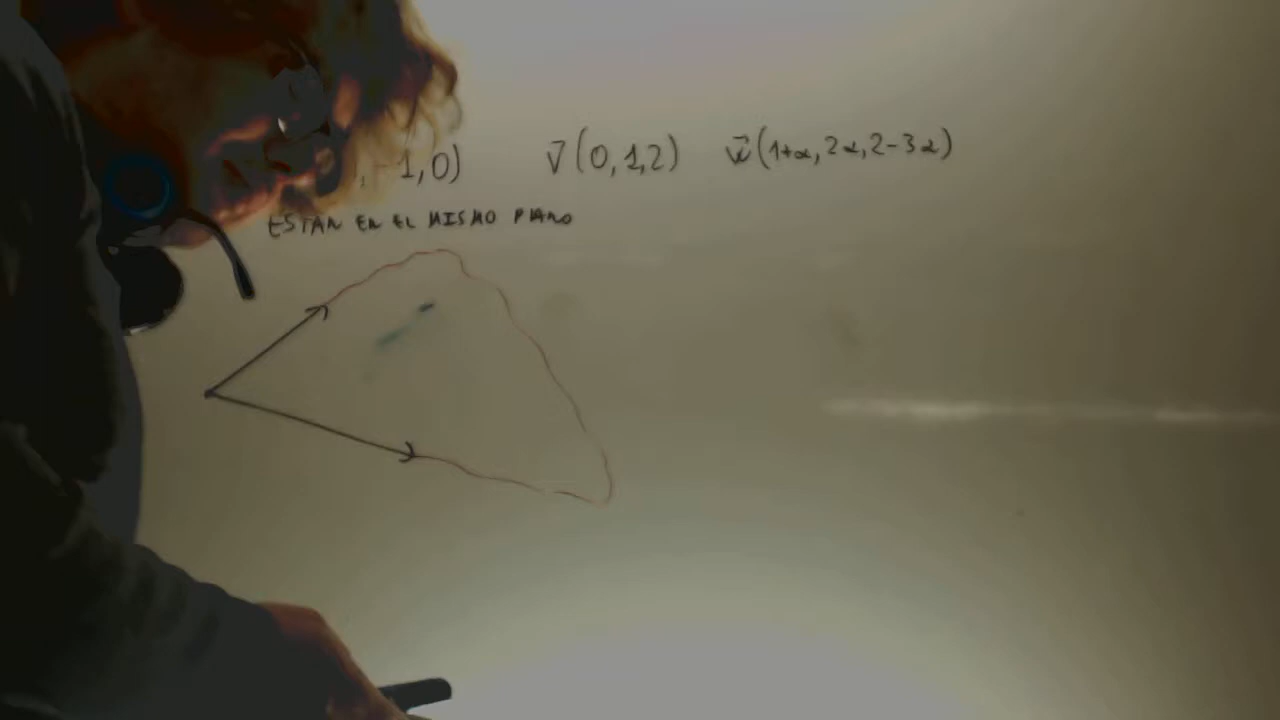 , -1,0) v⃗(0,1,2) w⃗(1+α, 2α, 2-3α)
ESTAN EN EL MISMO PLANO